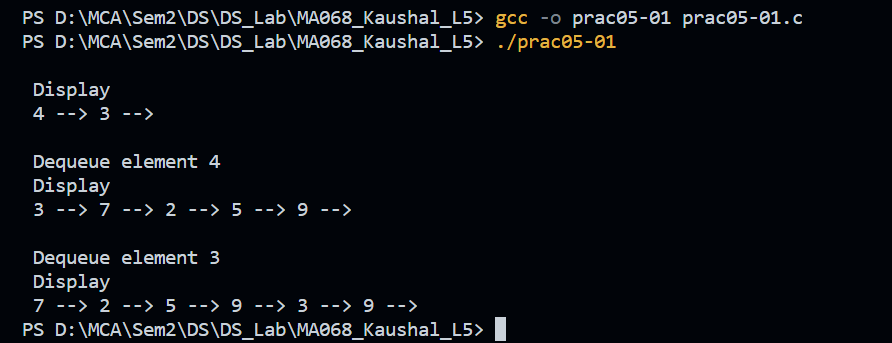 PS D:\MCA\Sem2\DS\DS_Lab\MA068_Kaushal_L5> gcc -o prac05-01 prac05-01.c
PS D:\MCA\Sem2\DS\DS_Lab\MA068_Kaushal_L5> ./prac05-01
Display
4 --> 3 -->
Dequeue element 4
Display
3 --> 7 --> 2 --> 5 --> 9 -->
Dequeue element 3
Display
7 --> 2 --> 5 --> 9 --> 3 --> 9 -->
PS D:\MCA\Sem2\DS\DS_Lab\MA068_Kaushal_L5>